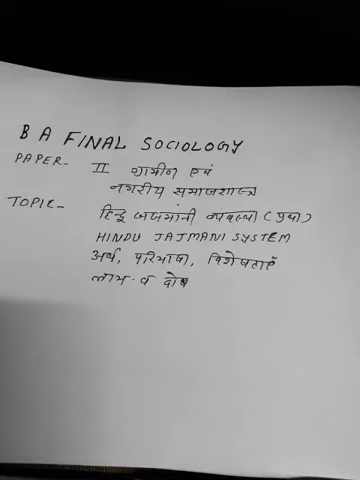 B A FINAL SOCIOLOGY
PAPER- II ग्रामीण एवं
नगरीय समाजशास्त्र
TOPIC- हिन्दू जजमानी व्यवस्था (प्रथा)
HINDU JAJMANI SYSTEM
अर्थ, परिभाषा, विशेषताएँ
लाभ व दोष